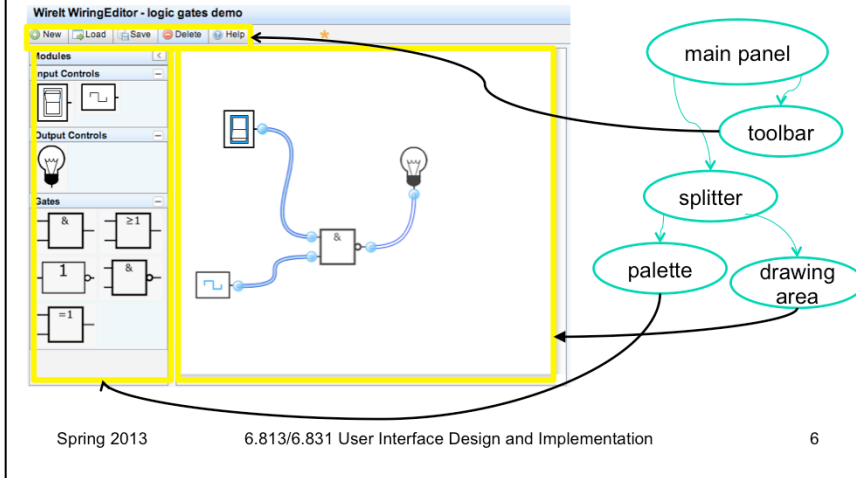 WireIt WiringEditor - logic gates demo
New Load Save Delete Help
Modules
Input Controls
Output Controls
Gates
&
≥1
1
&
=1
&
main panel
toolbar
splitter
palette
drawing
area
Spring 2013
6.813/6.831 User Interface Design and Implementation
6